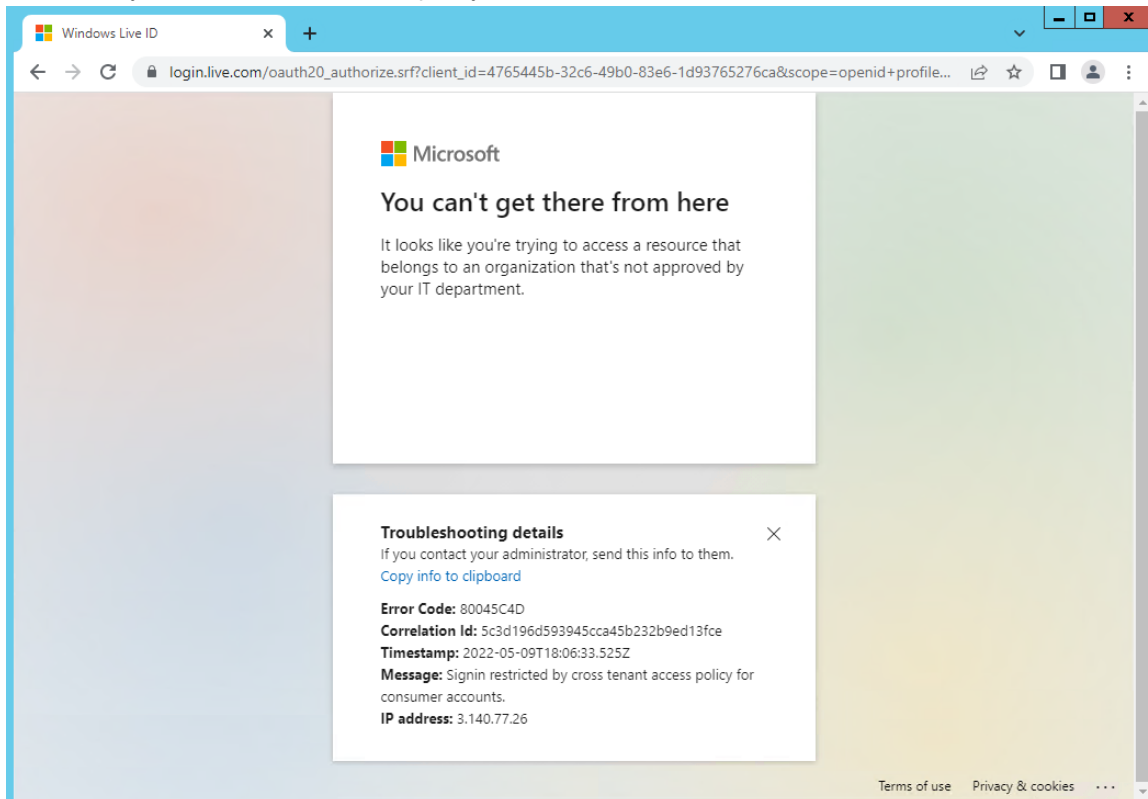 Windows Live ID
login.live.com/oauth20_authorize.srf?client_id=4765445b-32c6-49b0-83e6-1d93765276ca&scope=openid+profile...
Microsoft
You can't get there from here
It looks like you're trying to access a resource that
belongs to an organization that's not approved by
your IT department.
Troubleshooting details
If you contact your administrator, send this info to them.
Copy info to clipboard
Error Code: 80045C4D
Correlation Id: 5c3d196d593945cca45b232b9ed13fce
Timestamp: 2022-05-09T18:06:33.525Z
Message: Signin restricted by cross tenant access policy for
consumer accounts.
IP address: 3.140.77.26
Terms of use Privacy & cookies ...